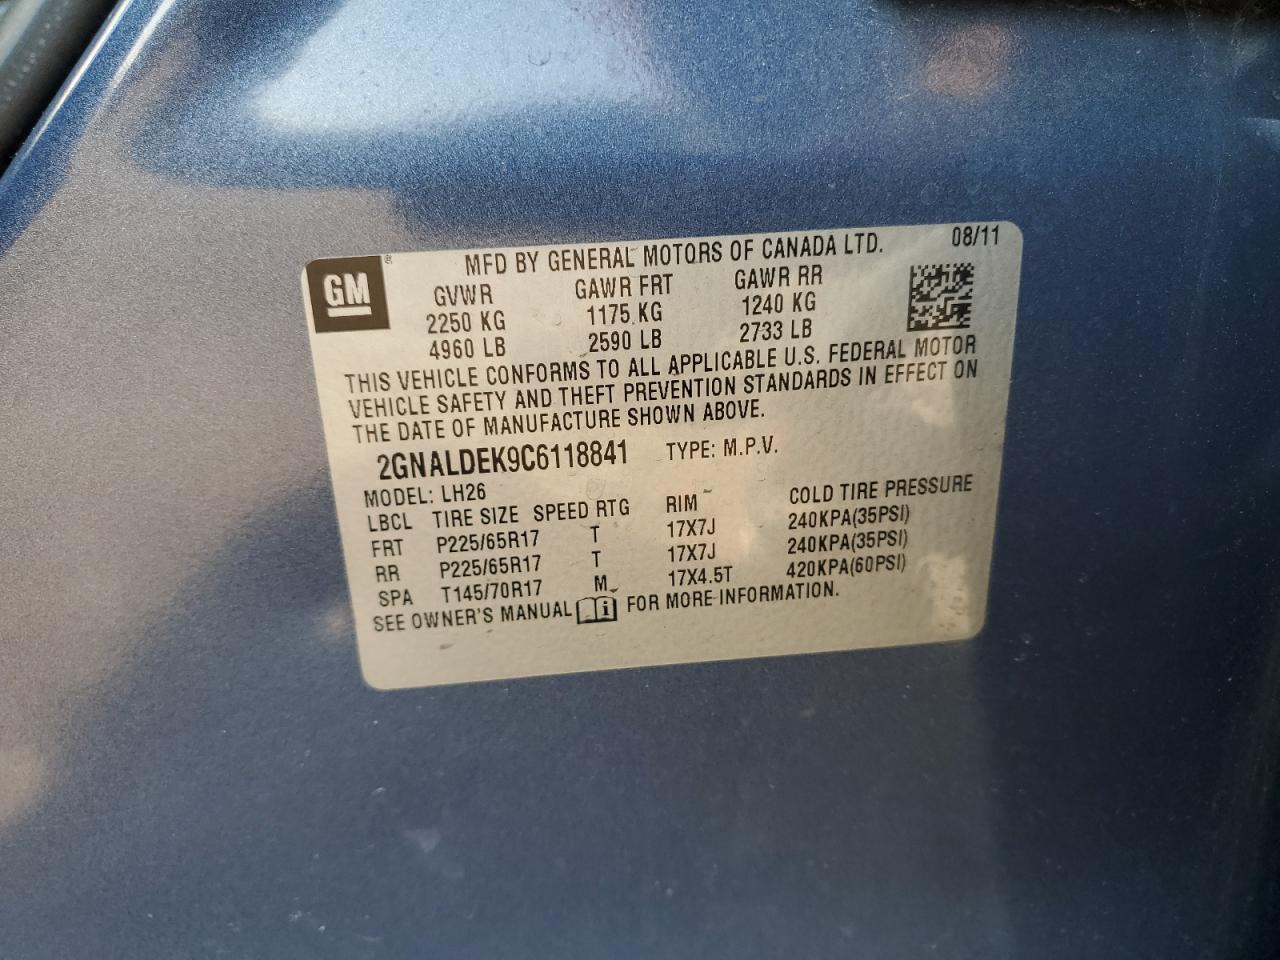 MFD BY GENERAL MOTORS OF CANADA LTD. 08/11
GM ®
GVWR GAWR FRT GAWR RR
2250 KG 1175 KG 1240 KG
4960 LB 2590 LB 2733 LB
THIS VEHICLE CONFORMS TO ALL APPLICABLE U.S. FEDERAL MOTOR
VEHICLE SAFETY AND THEFT PREVENTION STANDARDS IN EFFECT ON
THE DATE OF MANUFACTURE SHOWN ABOVE.
2GNALDEK9C6118841 TYPE: M.P.V.
MODEL: LH26
LBCL TIRE SIZE SPEED RTG RIM COLD TIRE PRESSURE
FRT P225/65R17 T 17X7J 240KPA(35PSI)
RR P225/65R17 T 17X7J 240KPA(35PSI)
SPA T145/70R17 M 17X4.5T 420KPA(60PSI)
SEE OWNER'S MANUAL i FOR MORE INFORMATION.